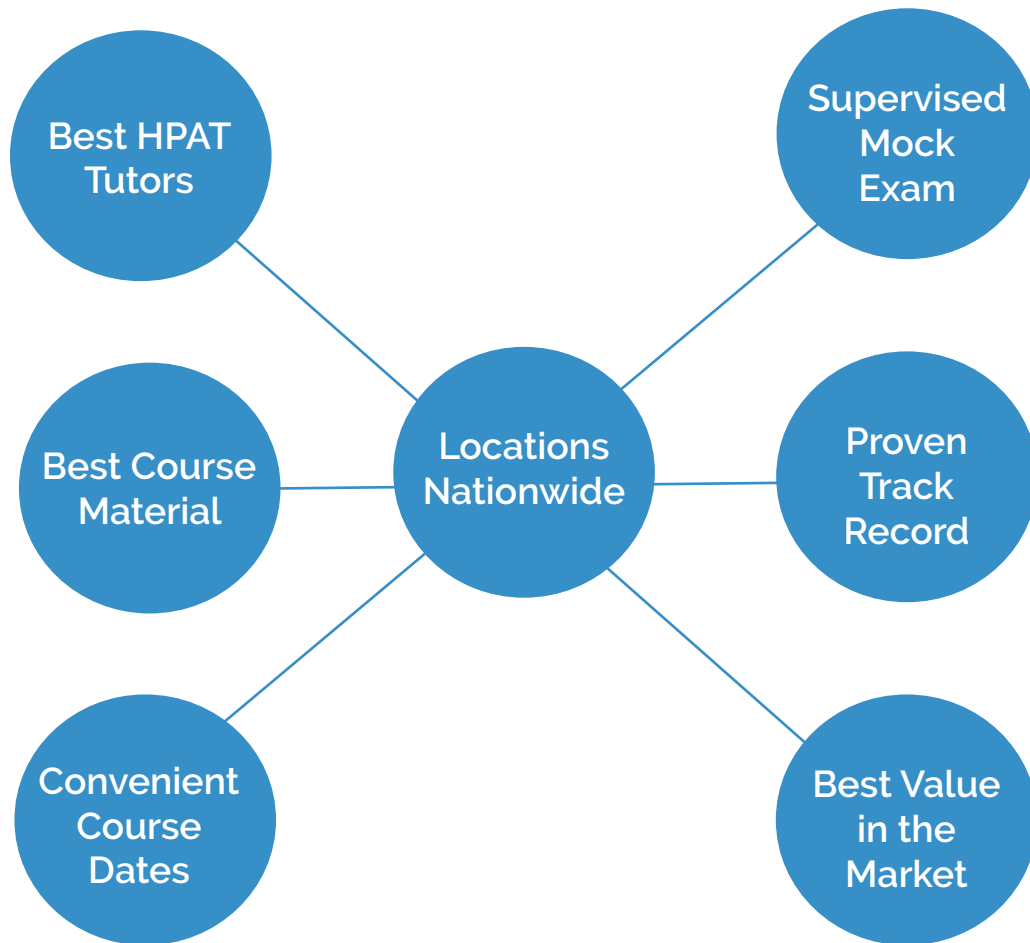 Best HPAT
Tutors
Supervised
Mock
Exam
Best Course
Material
Locations
Nationwide
Proven
Track
Record
Convenient
Course
Dates
Best Value
in the
Market